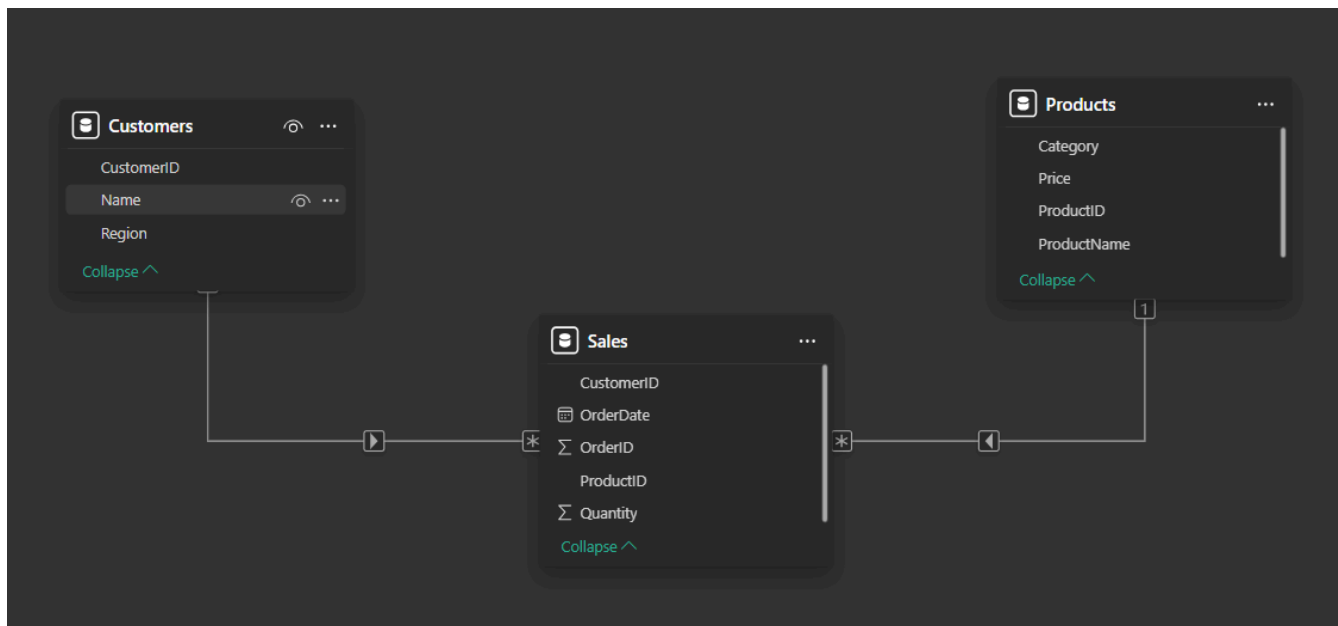 Customers
CustomerID
Name
Region
Collapse
Products
Category
Price
ProductID
ProductName
Collapse
1
Sales
CustomerID
OrderDate
Σ OrderID
ProductID
Σ Quantity
Collapse
*
*